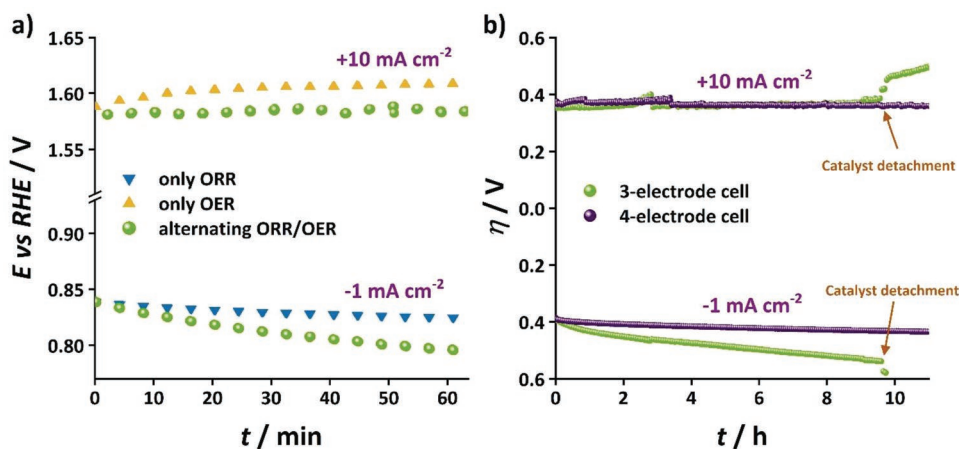 a)
+10 mA cm⁻²
1.65
1.60
1.55
0.90
0.85
0.80
E vs RHE / V
only ORR
only OER
alternating ORR/OER
-1 mA cm⁻²
0 10 20 30 40 50 60
t / min
b)
+10 mA cm⁻²
0.6
0.4
0.2
0.0
0.2
0.4
0.6
η / V
Catalyst detachment
3-electrode cell
4-electrode cell
-1 mA cm⁻²
Catalyst detachment
0 2 4 6 8 10
t / h